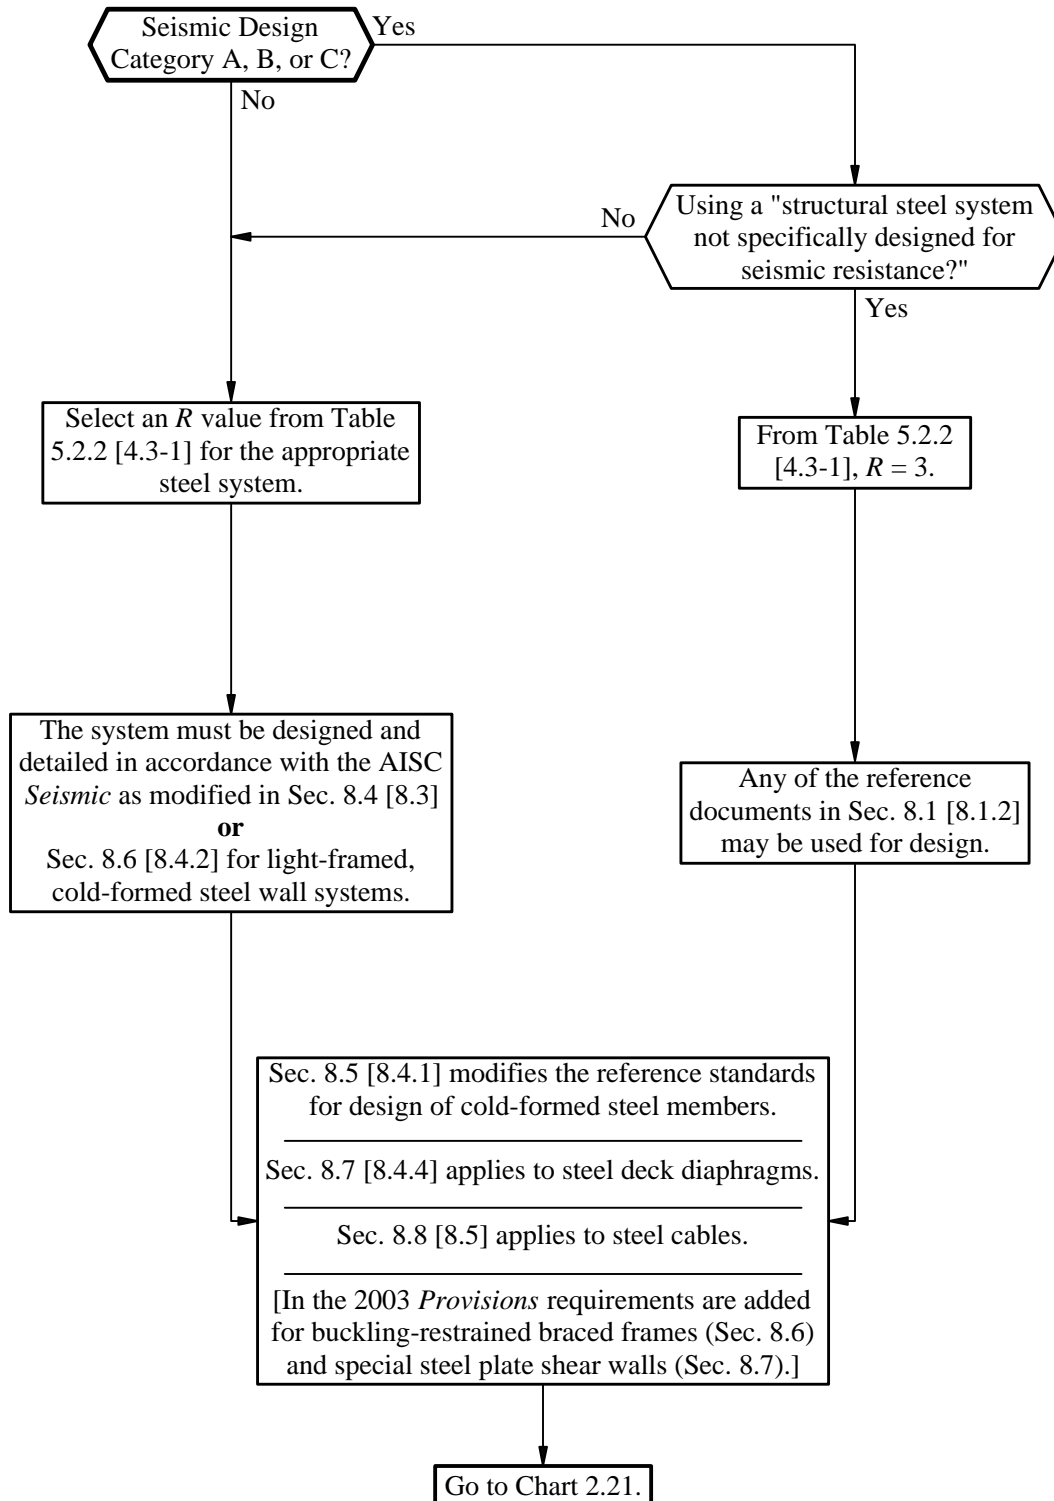 Seismic Design
Category A, B, or C?
Yes
No
Using a "structural steel system
not specifically designed for
seismic resistance?"
No
Yes
Select an R value from Table
5.2.2 [4.3-1] for the appropriate
steel system.
From Table 5.2.2
[4.3-1], R = 3.
The system must be designed and
detailed in accordance with the AISC
Seismic as modified in Sec. 8.4 [8.3]
or
Sec. 8.6 [8.4.2] for light-framed,
cold-formed steel wall systems.
Any of the reference
documents in Sec. 8.1 [8.1.2]
may be used for design.
Sec. 8.5 [8.4.1] modifies the reference standards
for design of cold-formed steel members.
Sec. 8.7 [8.4.4] applies to steel deck diaphragms.
Sec. 8.8 [8.5] applies to steel cables.
[In the 2003 Provisions requirements are added
for buckling-restrained braced frames (Sec. 8.6)
and special steel plate shear walls (Sec. 8.7).]
Go to Chart 2.21.